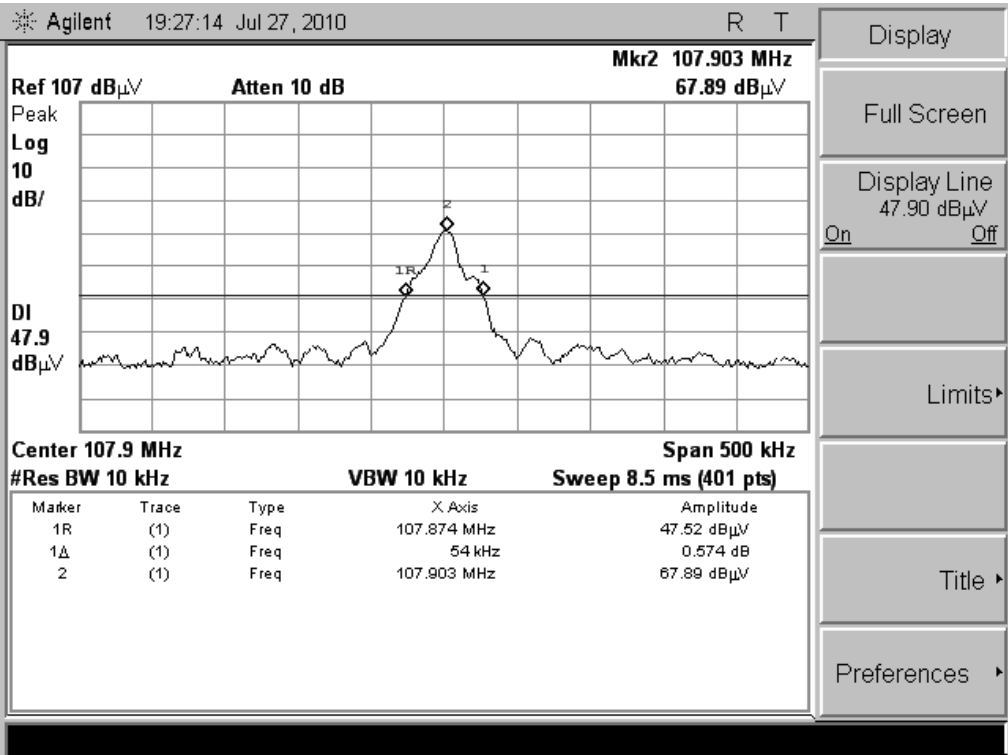 Agilent 19:27:14 Jul 27, 2010 R T
Mkr2 107.903 MHz
Ref 107 dBµV Atten 10 dB 67.89 dBµV
Peak
Log
10
dB/
2
1R
1
DI
47.9
dBµV
Center 107.9 MHz Span 500 kHz
#Res BW 10 kHz VBW 10 kHz Sweep 8.5 ms (401 pts)
Marker Trace Type X Axis Amplitude
1R (1) Freq 107.874 MHz 47.52 dBµV
1Δ (1) Freq 54 kHz 0.574 dB
2 (1) Freq 107.903 MHz 67.89 dBµV
Display
Full Screen
Display Line
47.90 dBµV
On Off
Limits
Title
Preferences